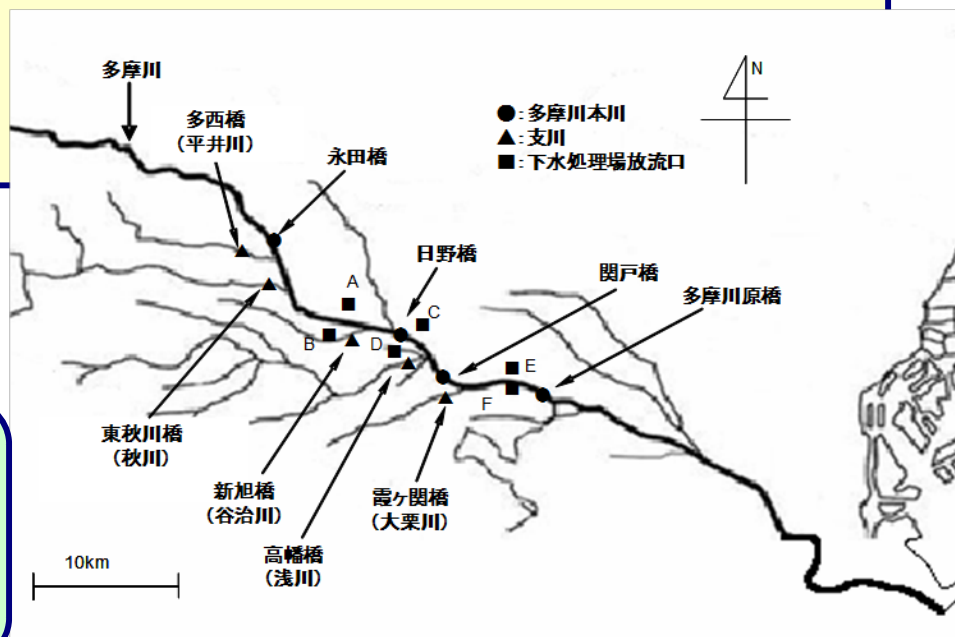 多摩川
多西橋
（平井川）
永田橋
N
●：多摩川本川
▲：支川
■：下水処理場放流口
日野橋
関戸橋
多摩川原橋
A
B
C
D
E
F
東秋川橋
（秋川）
新旭橋
（谷治川）
高幡橋
（浅川）
霞ヶ関橋
（大栗川）
10km